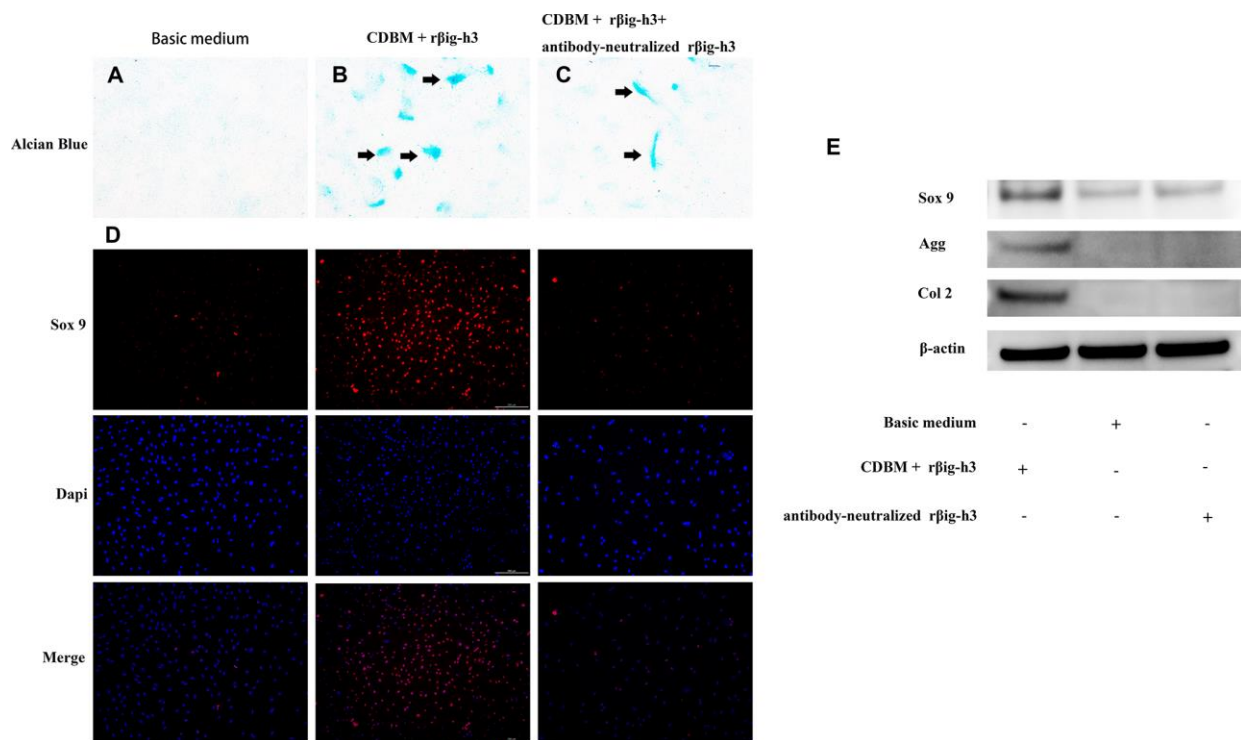 Basic medium
CDBM + rβig-h3
CDBM + rβig-h3+
antibody-neutralized rβig-h3
A
B
C
Alcian Blue
D
Sox 9
Dapi
Merge
E
Sox 9
Agg
Col 2
β-actin
Basic medium - + -
CDBM + rβig-h3 + - -
antibody-neutralized rβig-h3 - - +